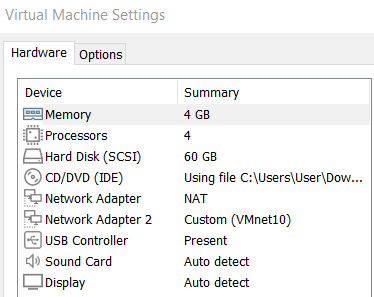 Virtual Machine Settings
Hardware Options
Device Summary
Memory 4 GB
Processors 4
Hard Disk (SCSI) 60 GB
CD/DVD (IDE) Using file C:\Users\User\Dow...
Network Adapter NAT
Network Adapter 2 Custom (VMnet10)
USB Controller Present
Sound Card Auto detect
Display Auto detect